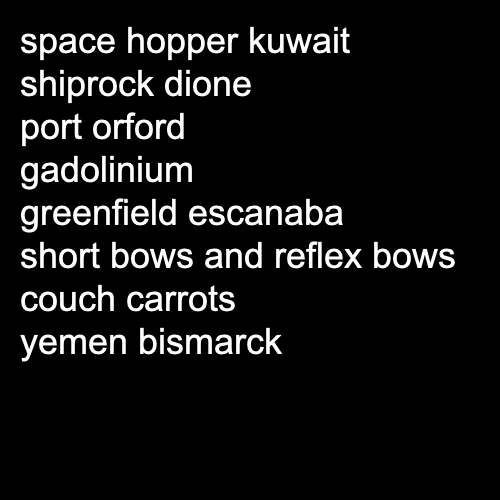 space hopper kuwait
shiprock dione
port orford
gadolinium
greenfield escanaba
short bows and reflex bows
couch carrots
yemen bismarck